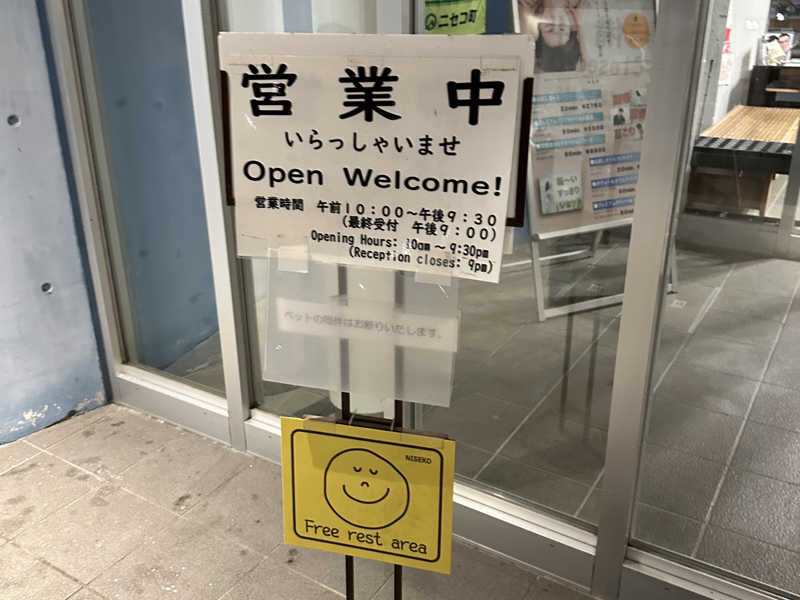 ニセコ町
営業中
いらっしゃいませ
Open Welcome!
営業時間 午前10:00～午後9:30
(最終受付 午後9:00)
Opening Hours: 10am ～ 9:30pm
(Reception closes: 9pm)
ペットの同伴はお断りいたします。
NISEKO
Free rest area